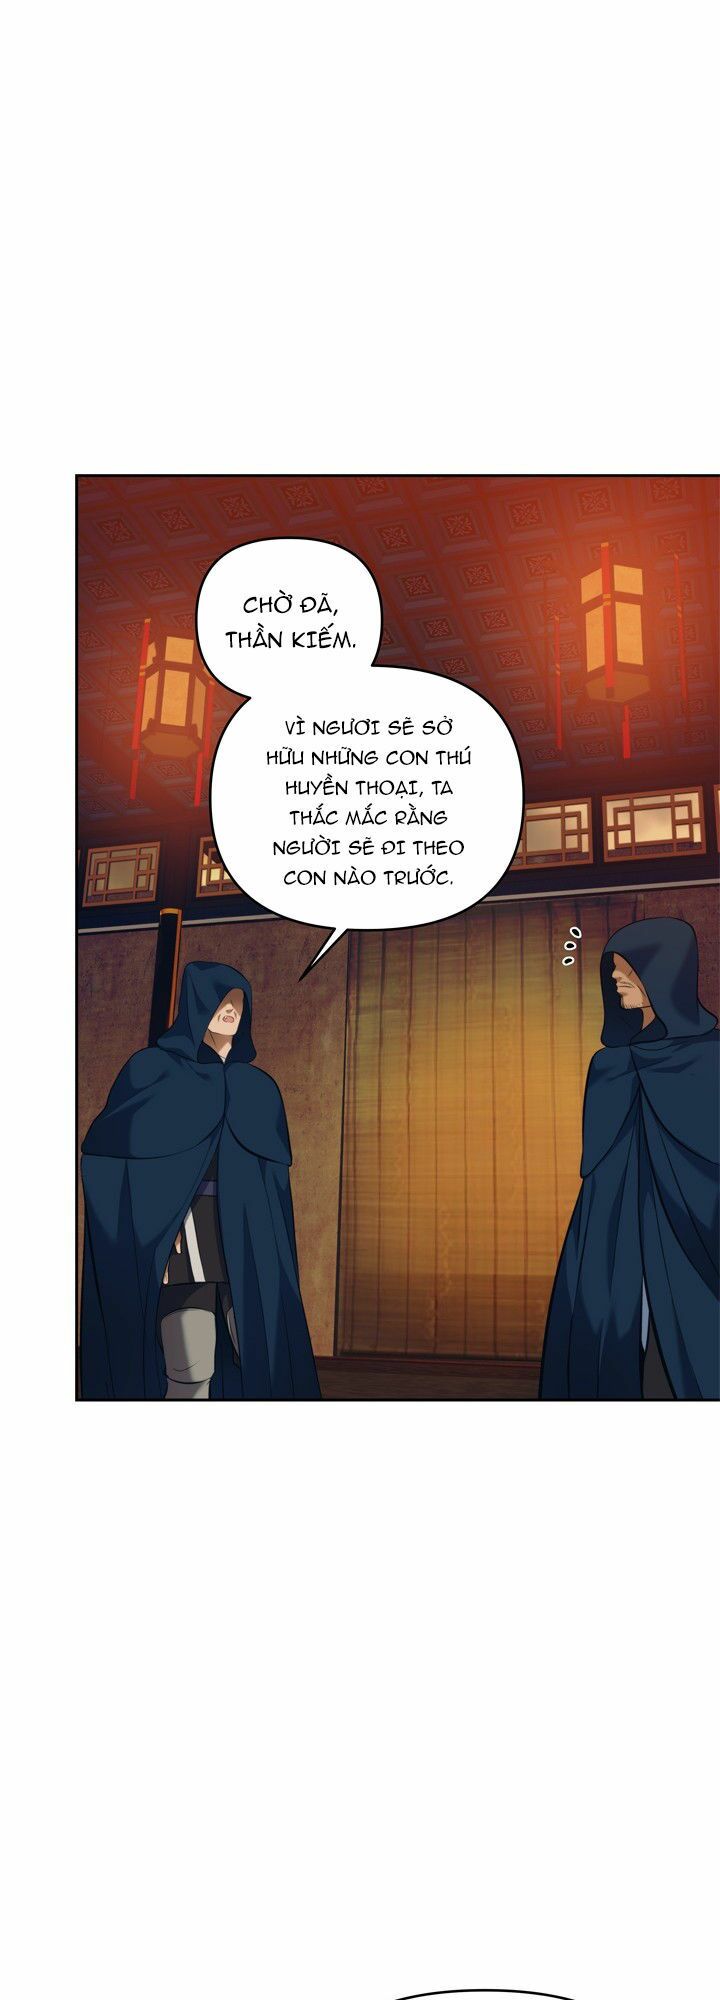 CHỜ ĐÃ,
THẦN KIẾM.
VÌ NGƯƠI SẼ SỞ
HỮU NHỮNG CON THÚ
HUYỀN THOẠI, TA
THẮC MẮC RẰNG
NGƯỜI SẼ ĐI THEO
CON NÀO TRƯỚC.